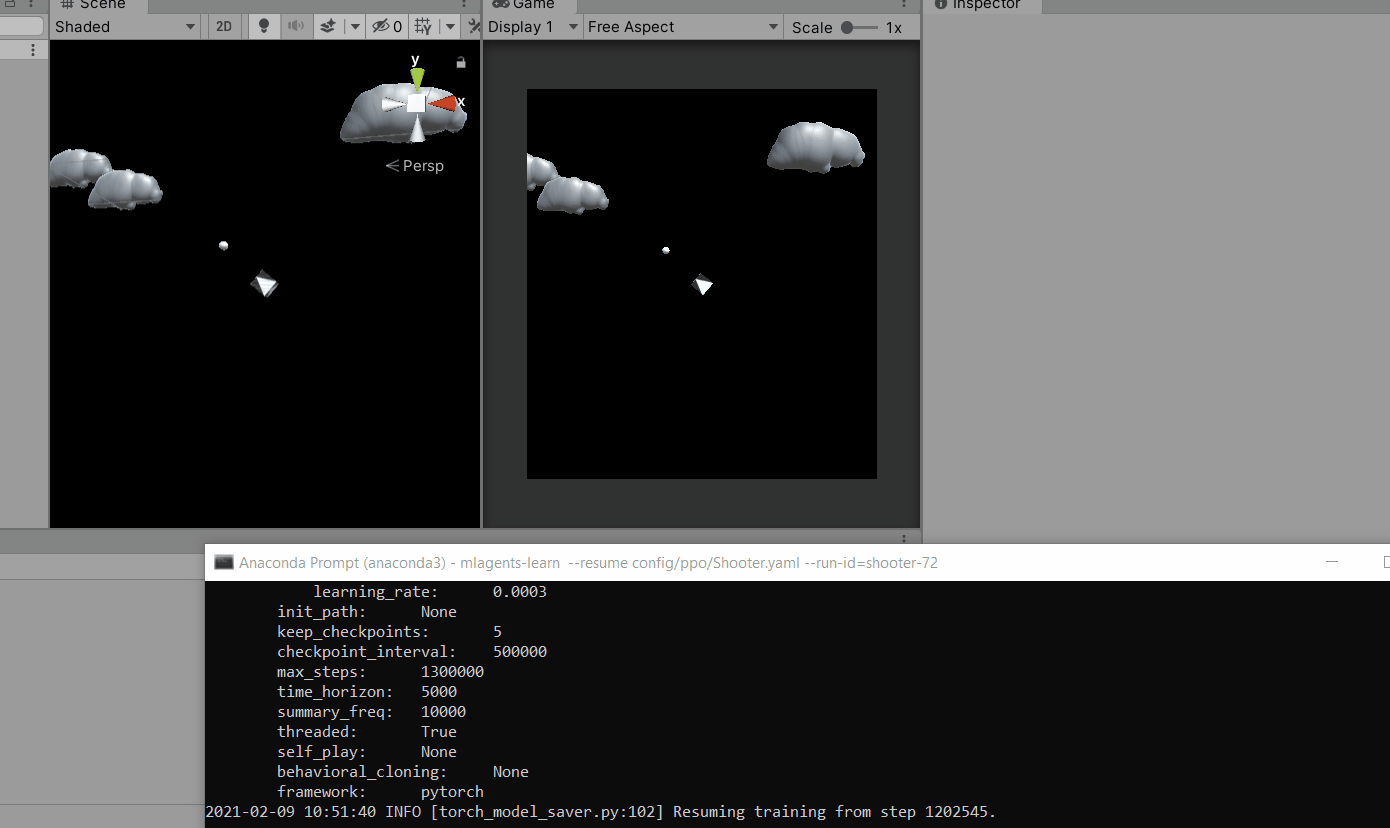 Scene
Game
Inspector
Shaded
2D
0
Display 1
Free Aspect
Scale
1x
y
x
Persp
Anaconda Prompt (anaconda3) - mlagents-learn  --resume config/ppo/Shooter.yaml --run-id=shooter-72
learning_rate: 0.0003
init_path: None
keep_checkpoints: 5
checkpoint_interval: 500000
max_steps: 1300000
time_horizon: 5000
summary_freq: 10000
threaded: True
self_play: None
behavioral_cloning: None
framework: pytorch
2021-02-09 10:51:40 INFO [torch_model_saver.py:102] Resuming training from step 1202545.